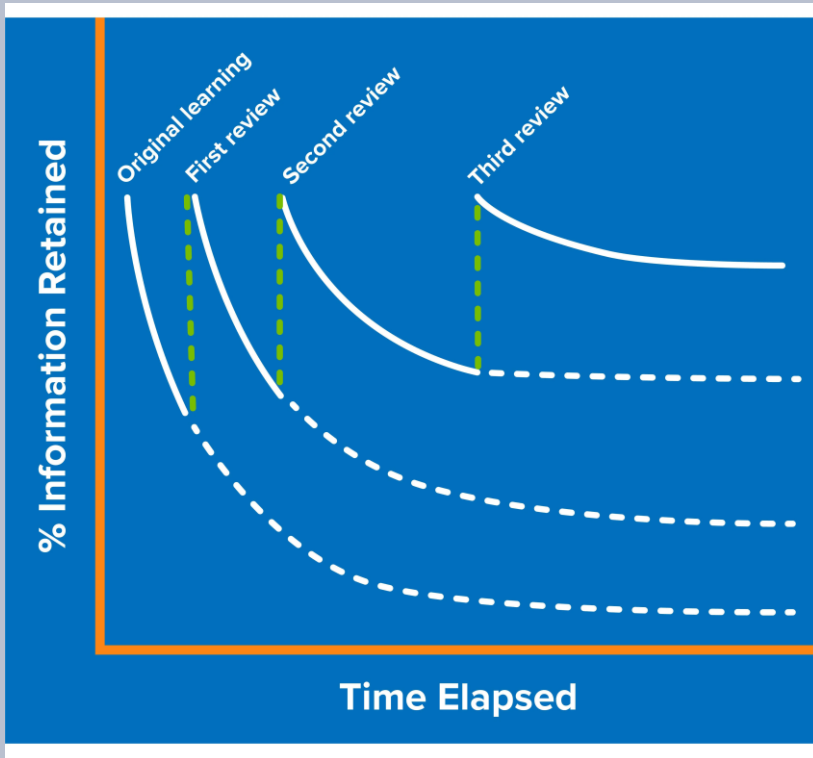 Original learning
First review
Second review
Third review
% Information Retained
Time Elapsed